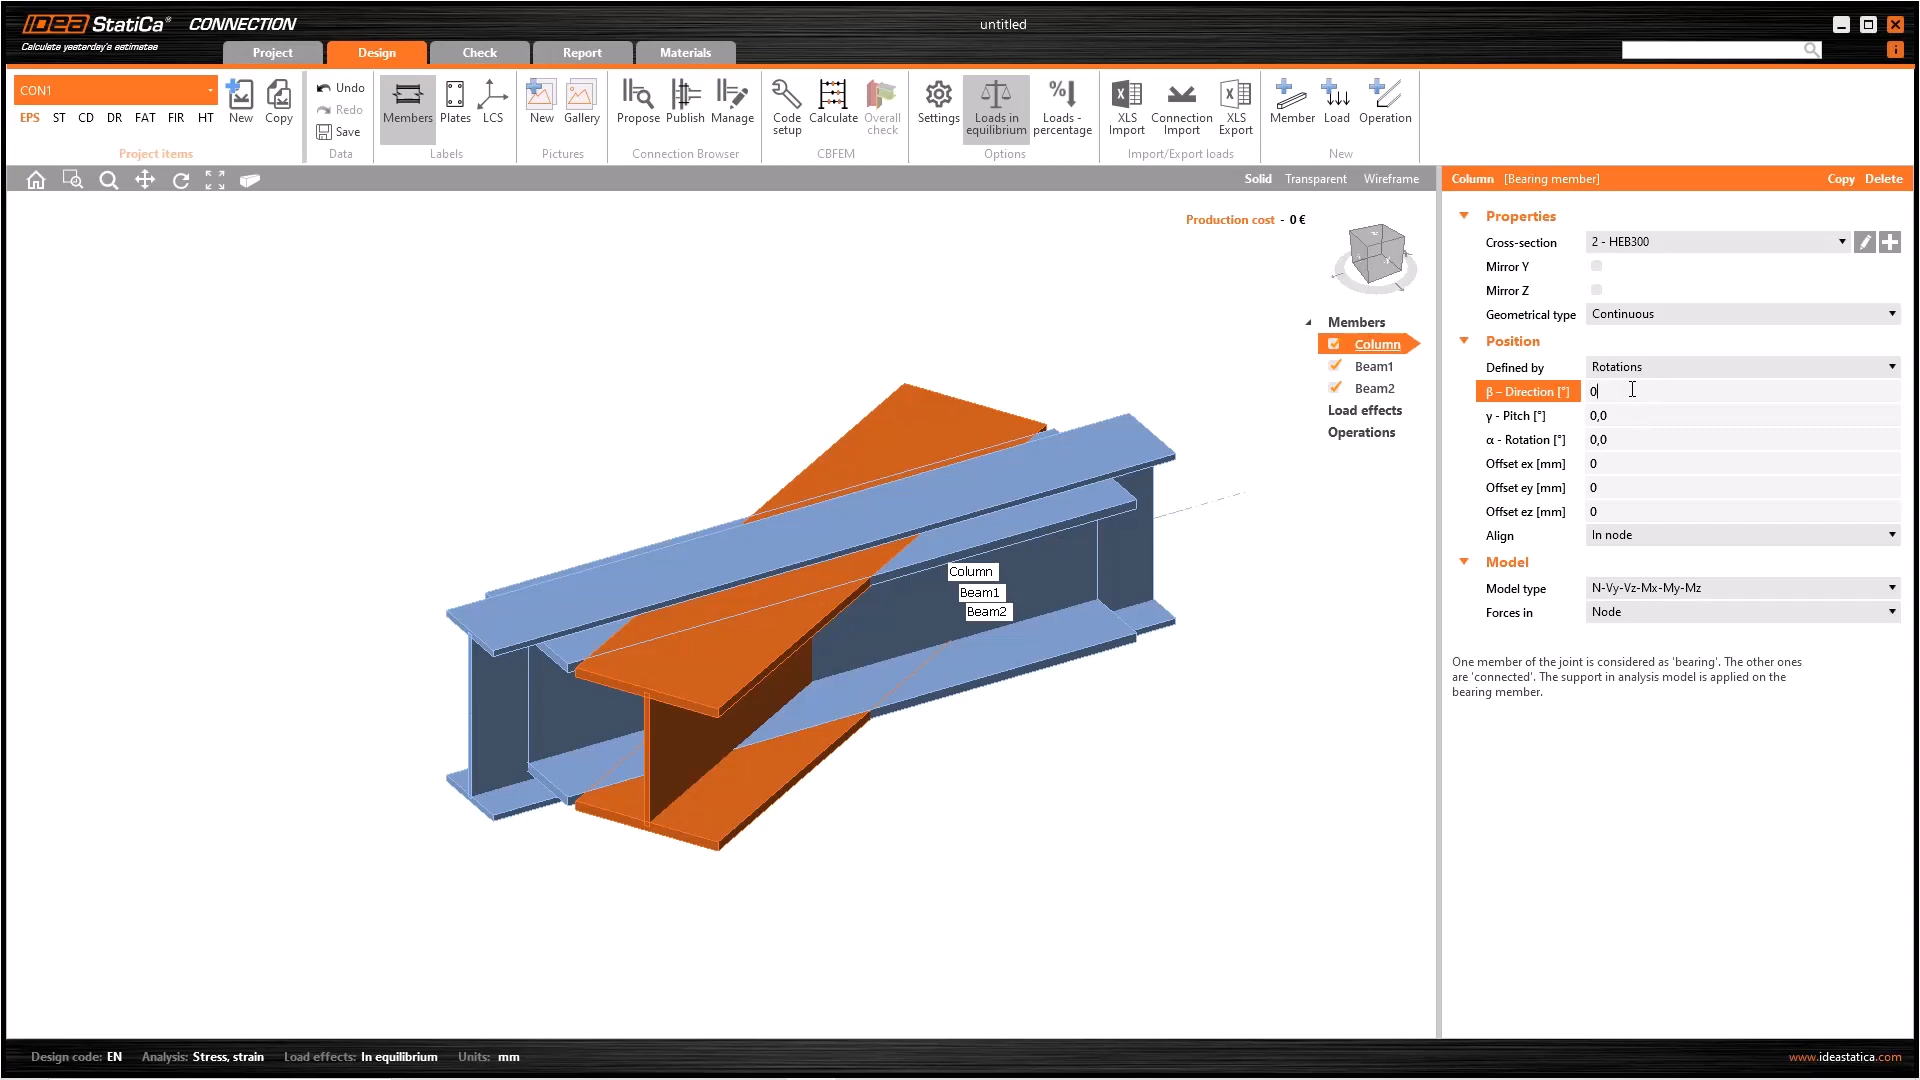 IDEA StatiCa® CONNECTION
Calculate yesterday's estimates
untitled
Project Design Check Report Materials
CON1
EPS ST CD DR FAT FIR HT
New Copy
Project items
Undo
Redo
Save
Data
Members Plates LCS
Labels
New Gallery
Pictures
Propose Publish Manage
Connection Browser
Code setup Calculate Overall check
CBFEM
Settings Loads in equilibrium Loads - percentage
Options
XLS Import Connection Import XLS Export
Import/Export loads
Member Load Operation
New
Solid Transparent Wireframe
Production cost - 0 €
Members
Column
Beam1
Beam2
Load effects
Operations
Column
Beam1
Beam2
Column [Bearing member] Copy Delete
Properties
Cross-section 2 - HEB300
Mirror Y
Mirror Z
Geometrical type Continuous
Position
Defined by Rotations
β – Direction [°] 0
γ - Pitch [°] 0,0
α - Rotation [°] 0,0
Offset ex [mm] 0
Offset ey [mm] 0
Offset ez [mm] 0
Align In node
Model
Model type N-Vy-Vz-Mx-My-Mz
Forces in Node
One member of the joint is considered as 'bearing'. The other ones
are 'connected'. The support in analysis model is applied on the
bearing member.
Design code: EN Analysis: Stress, strain Load effects: In equilibrium Units: mm
www.ideastatica.com